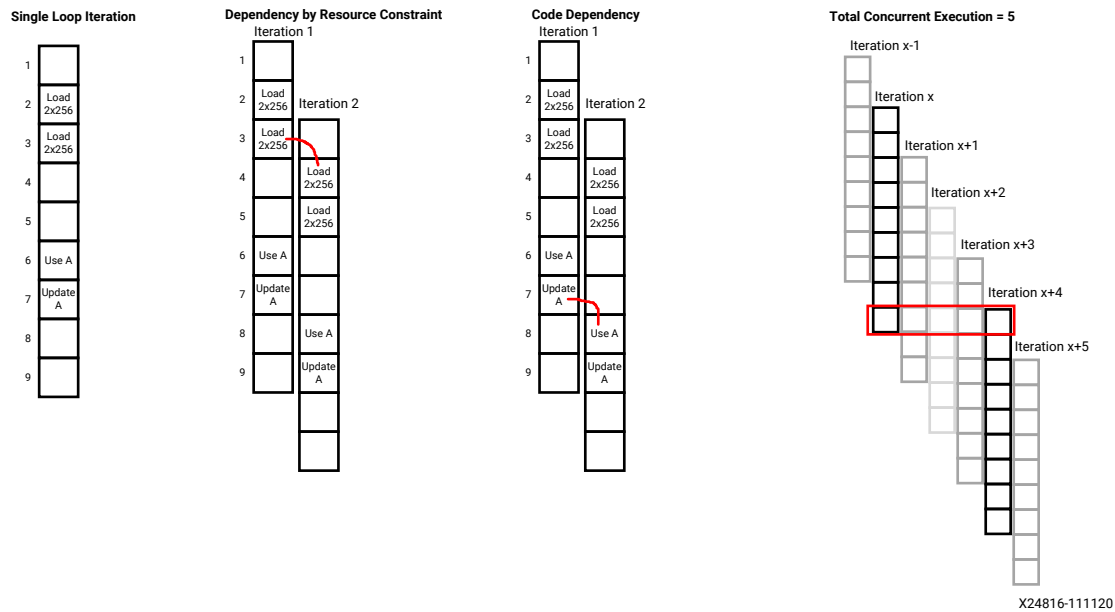 Single Loop Iteration
1
2
Load
2x256
3
Load
2x256
4
5
6
Use A
7
Update
A
8
9
Dependency by Resource Constraint
Iteration 1
Iteration 2
1
2
Load
2x256
3
Load
2x256
4
Load
2x256
5
Load
2x256
6
Use A
7
Update
A
8
Use A
9
Update
A
Code Dependency
Iteration 1
Iteration 2
1
2
Load
2x256
3
Load
2x256
4
Load
2x256
5
Load
2x256
6
Use A
7
Update
A
8
Use A
9
Update
A
Total Concurrent Execution = 5
Iteration x-1
Iteration x
Iteration x+1
Iteration x+2
Iteration x+3
Iteration x+4
Iteration x+5
X24816-111120